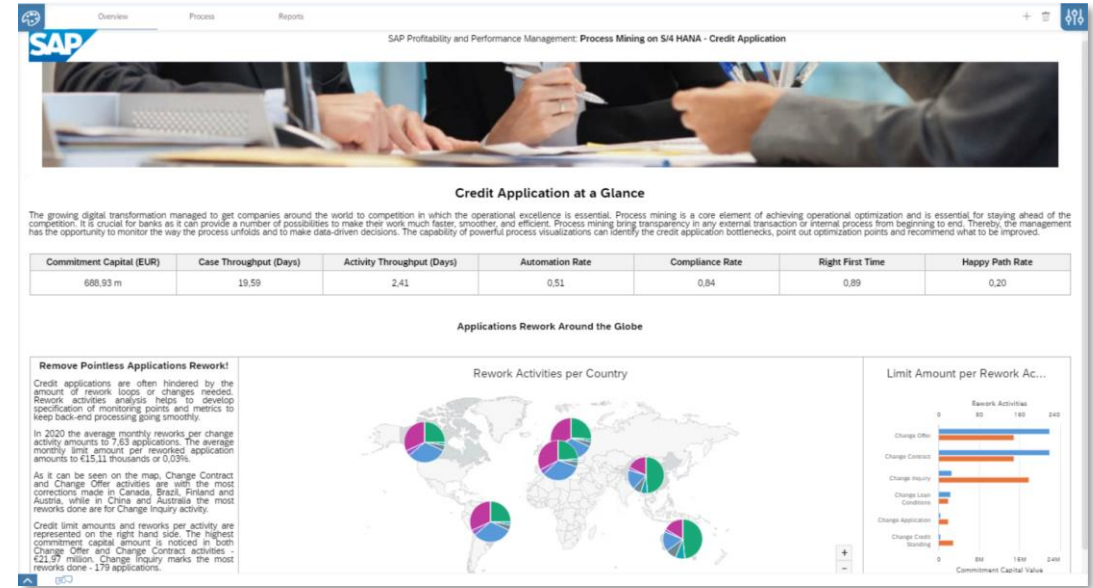 Overview Process Reports
SAP
SAP Profitability and Performance Management: Process Mining on S/4 HANA - Credit Application
Credit Application at a Glance
The growing digital transformation managed to get companies around the world to competition in which the operational excellence is essential. Process mining is a core element of achieving operational optimization and is essential for staying ahead of the
competition. It is crucial for banks as it can provide a number of possibilities to make their work much faster, smoother, and efficient. Process mining bring transparency in any external transaction or internal process from beginning to end. Thereby, the management
has the opportunity to monitor the way the process unfolds and to make data-driven decisions. The capability of powerful process visualizations can identify the credit application bottlenecks, point out optimization points and recommend what to be improved.
Commitment Capital (EUR) Case Throughput (Days) Activity Throughput (Days) Automation Rate Compliance Rate Right First Time Happy Path Rate
688,93 m 19,59 2,41 0,51 0,84 0,89 0,20
Applications Rework Around the Globe
Remove Pointless Applications Rework!
Credit applications are often hindered by the
amount of rework loops or changes needed.
Rework activities analysis helps to develop
specification of monitoring points and metrics to
keep back-end processing going smoothly.
In 2020 the average monthly reworks per change
activity amounts to 7,63 applications. The average
monthly limit amount per reworked application
amounts to €15,11 thousands or 0,03%.
As it can be seen on the map, Change Contract
and Change Offer activities are with the most
corrections made in Canada, Brazil, Finland and
Austria, while in China and Australia the most
reworks done are for Change Inquiry activity.
Credit limit amounts and reworks per activity are
represented on the right hand side. The highest
commitment capital amount is noticed in both
Change Offer and Change Contract activities -
€21,97 million. Change Inquiry marks the most
reworks done - 179 applications.
Rework Activities per Country
+
−
Limit Amount per Rework Ac...
Rework Activities
0 80 160 240
Change Offer
Change Contract
Change Inquiry
Change Loan
Conditions
Change Application
Change Credit
Standing
0 8M 16M 24M
Commitment Capital Value